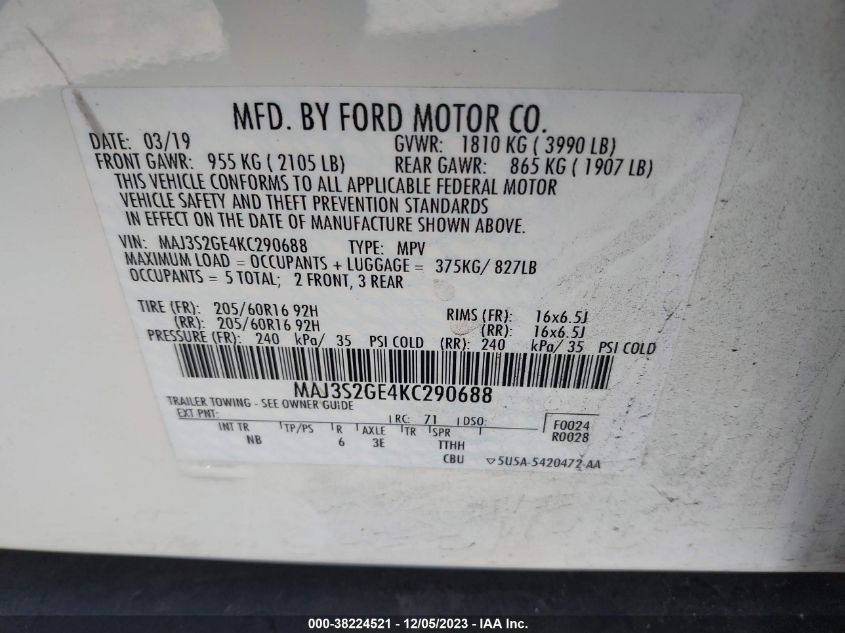 MFD. BY FORD MOTOR CO.
DATE: 03/19 GVWR: 1810 KG ( 3990 LB)
FRONT GAWR: 955 KG ( 2105 LB) REAR GAWR: 865 KG ( 1907 LB)
THIS VEHICLE CONFORMS TO ALL APPLICABLE FEDERAL MOTOR
VEHICLE SAFETY AND THEFT PREVENTION STANDARDS
IN EFFECT ON THE DATE OF MANUFACTURE SHOWN ABOVE.
VIN: MAJ3S2GE4KC290688 TYPE: MPV
MAXIMUM LOAD = OCCUPANTS + LUGGAGE = 375KG/ 827LB
OCCUPANTS = 5 TOTAL; 2 FRONT, 3 REAR
TIRE (FR): 205/60R16 92H RIMS (FR): 16x6.5J
(RR): 205/60R16 92H (RR): 16x6.5J
PRESSURE (FR): 240 kPa/ 35 PSI COLD (RR): 240 kPa/ 35 PSI COLD
MAJ3S2GE4KC290688
TRAILER TOWING - SEE OWNER GUIDE
EXT PNT: RC: 71 DSO: F0024
INT TR TP/PS R AXLE TR SPR R0028
NB 6 3E TTHH
CBU 5U5A-5420472-AA
000-38224521 - 12/05/2023 - IAA Inc.